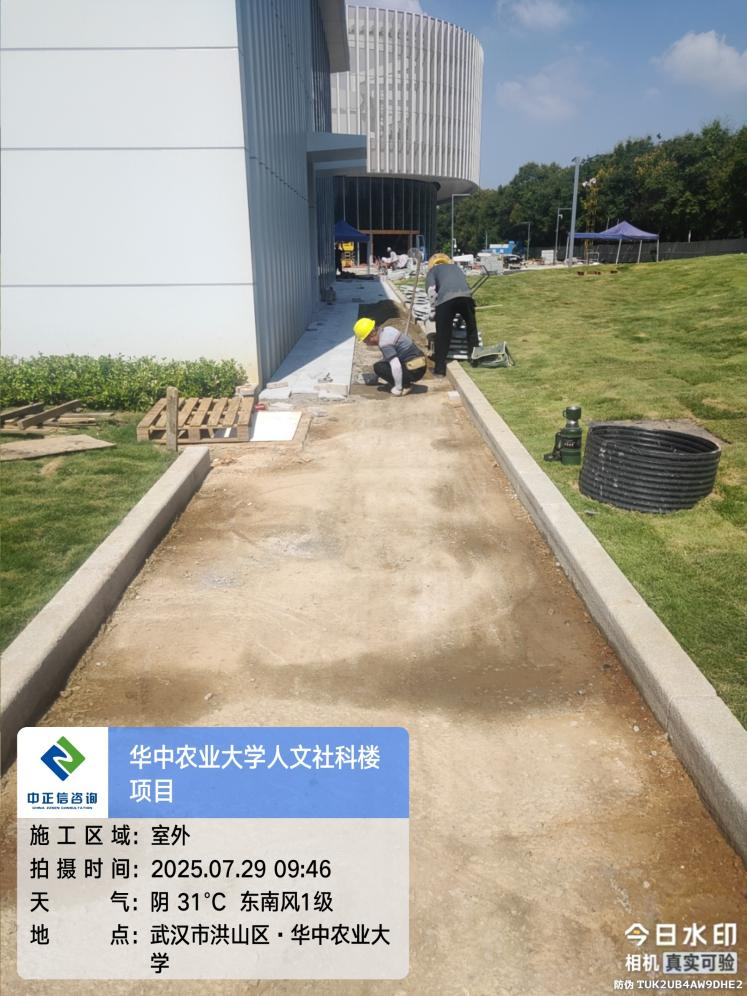 华中农业大学人文社科楼
项目
中正信咨询
CHINA ZIXIN CONSULTATION
施工区域：室外
拍摄时间：2025.07.29 09:46
天气：阴 31℃ 东南风1级
地点：武汉市洪山区·华中农业大
学
今日水印
相机 真实可验
防伪 TUK2UB4AW9DHE2